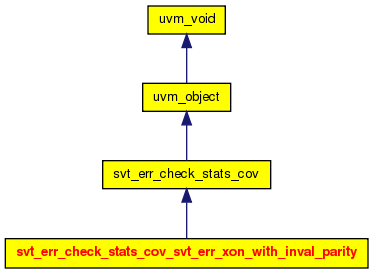 uvm_void
uvm_object
svt_err_check_stats_cov
svt_err_check_stats_cov_svt_err_xon_with_inval_parity